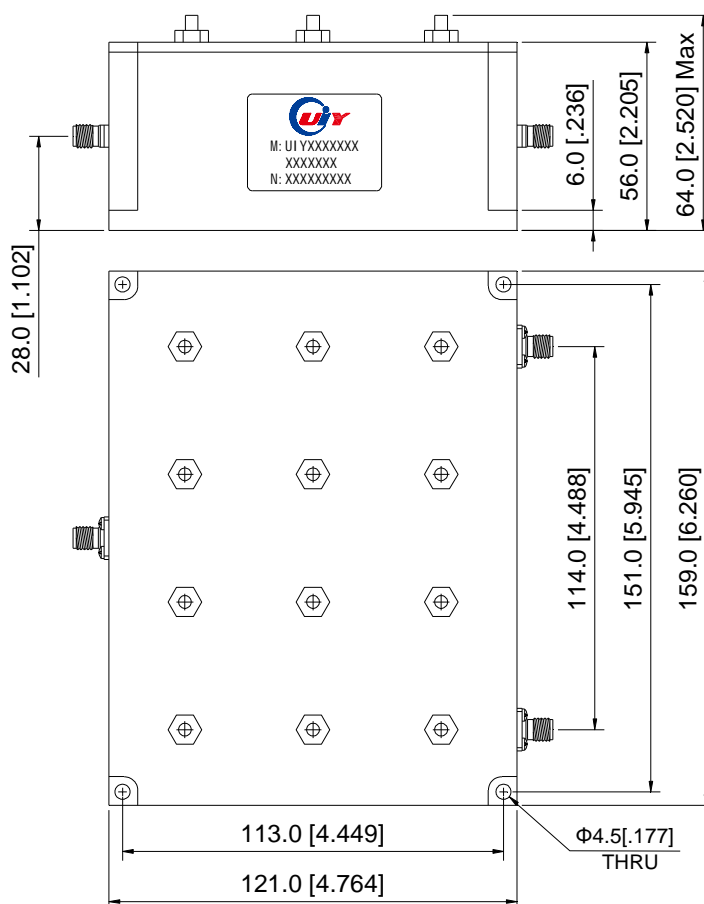 UiY
M: UIYXXXXXXX
XXXXXXX
N: XXXXXXXXX
6.0 [.236]
56.0 [2.205]
64.0 [2.520] Max
28.0 [1.102]
114.0 [4.488]
151.0 [5.945]
159.0 [6.260]
113.0 [4.449]
121.0 [4.764]
Φ4.5[.177]
THRU